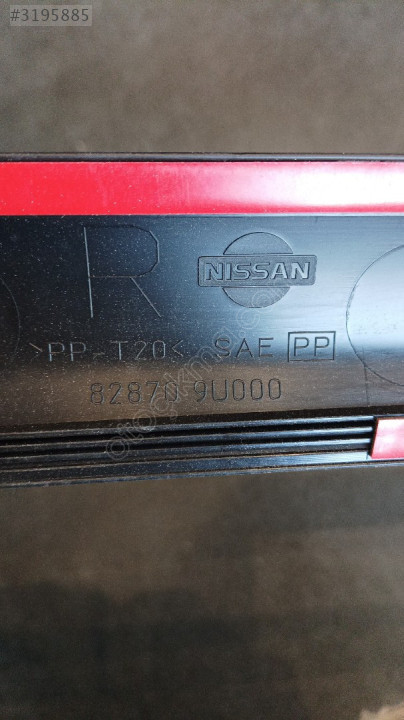 #3195885
R
NISSAN
>PP-T20< SAE PP
82870 9U000